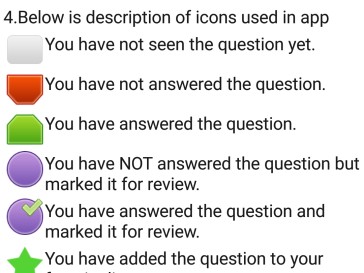 4.Below is description of icons used in app
You have not seen the question yet.
You have not answered the question.
You have answered the question.
You have NOT answered the question but
marked it for review.
You have answered the question and
marked it for review.
You have added the question to your